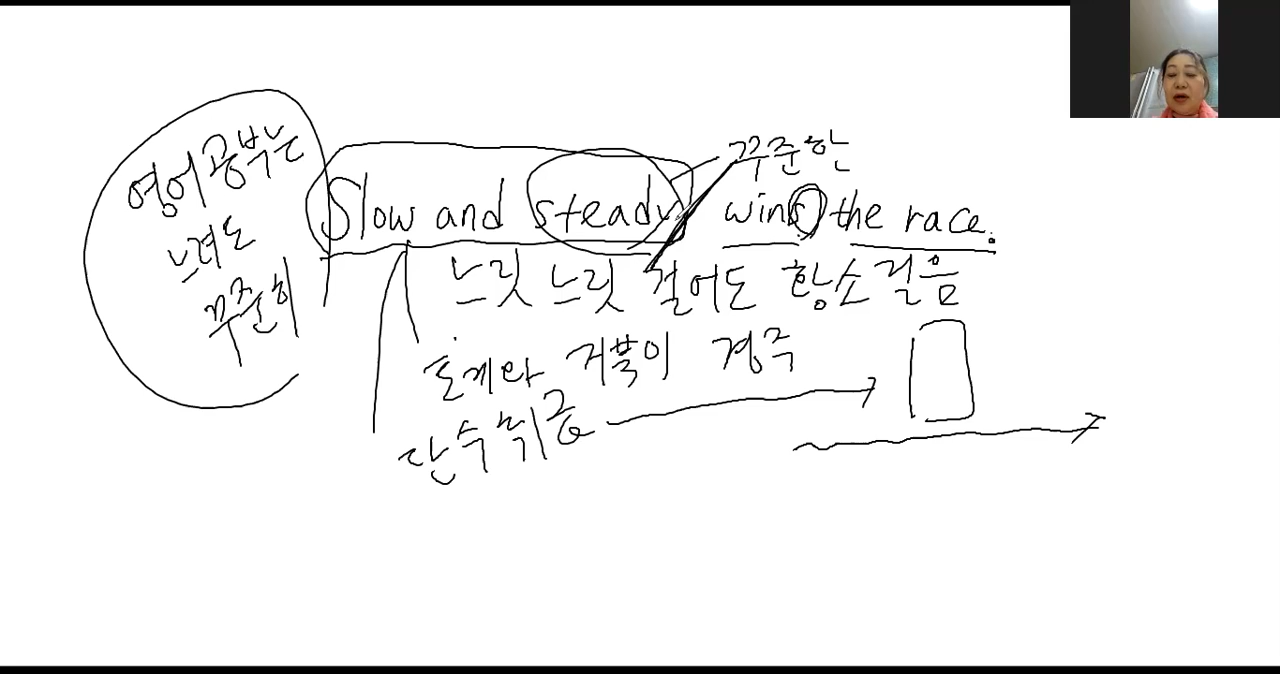 영어공부는
느려도
꾸준히
꾸준한
Slow and steady wins the race.
느릿 느릿 걸어도 황소걸음
토끼와 거북이 경주
단수취급